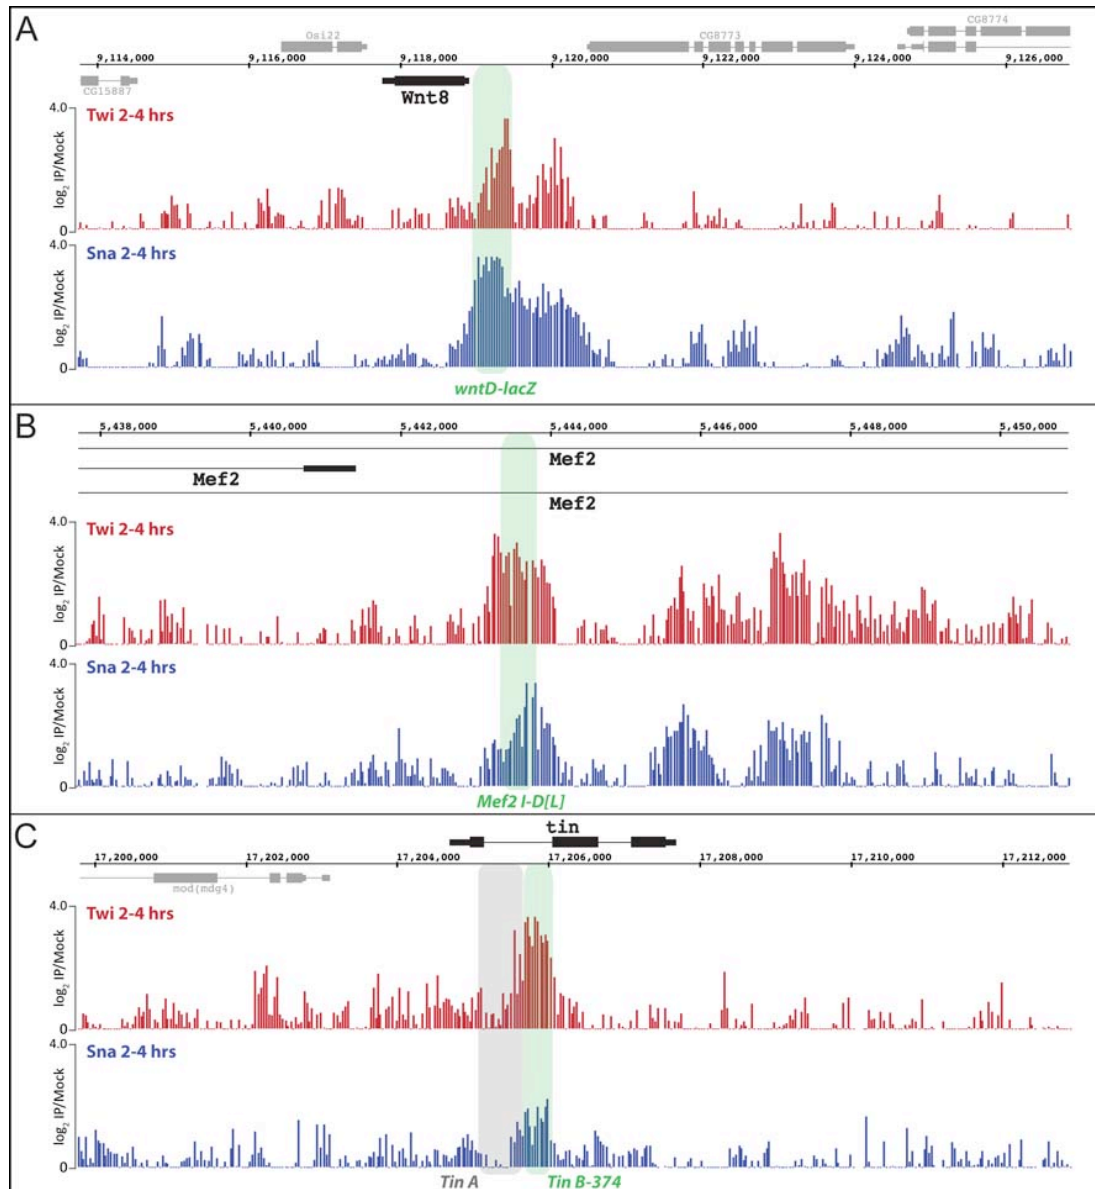 A
Osi22
CG8773
CG8774
9,114,000 9,116,000 9,118,000 9,120,000 9,122,000 9,124,000 9,126,000
CG15887
Wnt8
4.0
Twi 2-4 hrs
log2 IP/Mock
0
4.0
Sna 2-4 hrs
log2 IP/Mock
0
wntD-lacZ
B
5,438,000 5,440,000 5,442,000 5,444,000 5,446,000 5,448,000 5,450,000
Mef2
Mef2
Mef2
4.0
Twi 2-4 hrs
log2 IP/Mock
0
4.0
Sna 2-4 hrs
log2 IP/Mock
0
Mef2 I-D[L]
C
tin
17,200,000 17,202,000 17,204,000 17,206,000 17,208,000 17,210,000 17,212,000
mod(mdg4)
4.0
Twi 2-4 hrs
log2 IP/Mock
0
4.0
Sna 2-4 hrs
log2 IP/Mock
0
Tin A Tin B-374